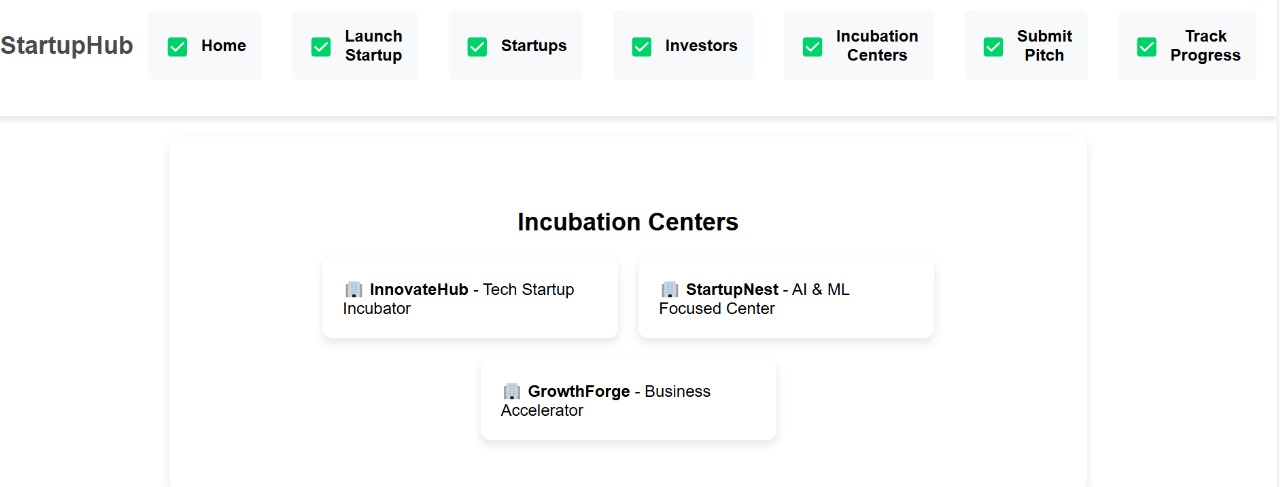 StartupHub
Home
Launch
Startup
Startups
Investors
Incubation
Centers
Submit
Pitch
Track
Progress
Incubation Centers
InnovateHub - Tech Startup
Incubator
StartupNest - AI & ML
Focused Center
GrowthForge - Business
Accelerator